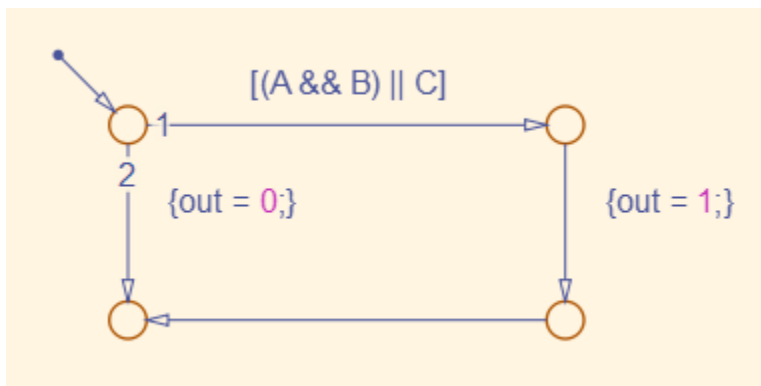 [(A && B) || C]
1
2
{out = 0;}
{out = 1;}